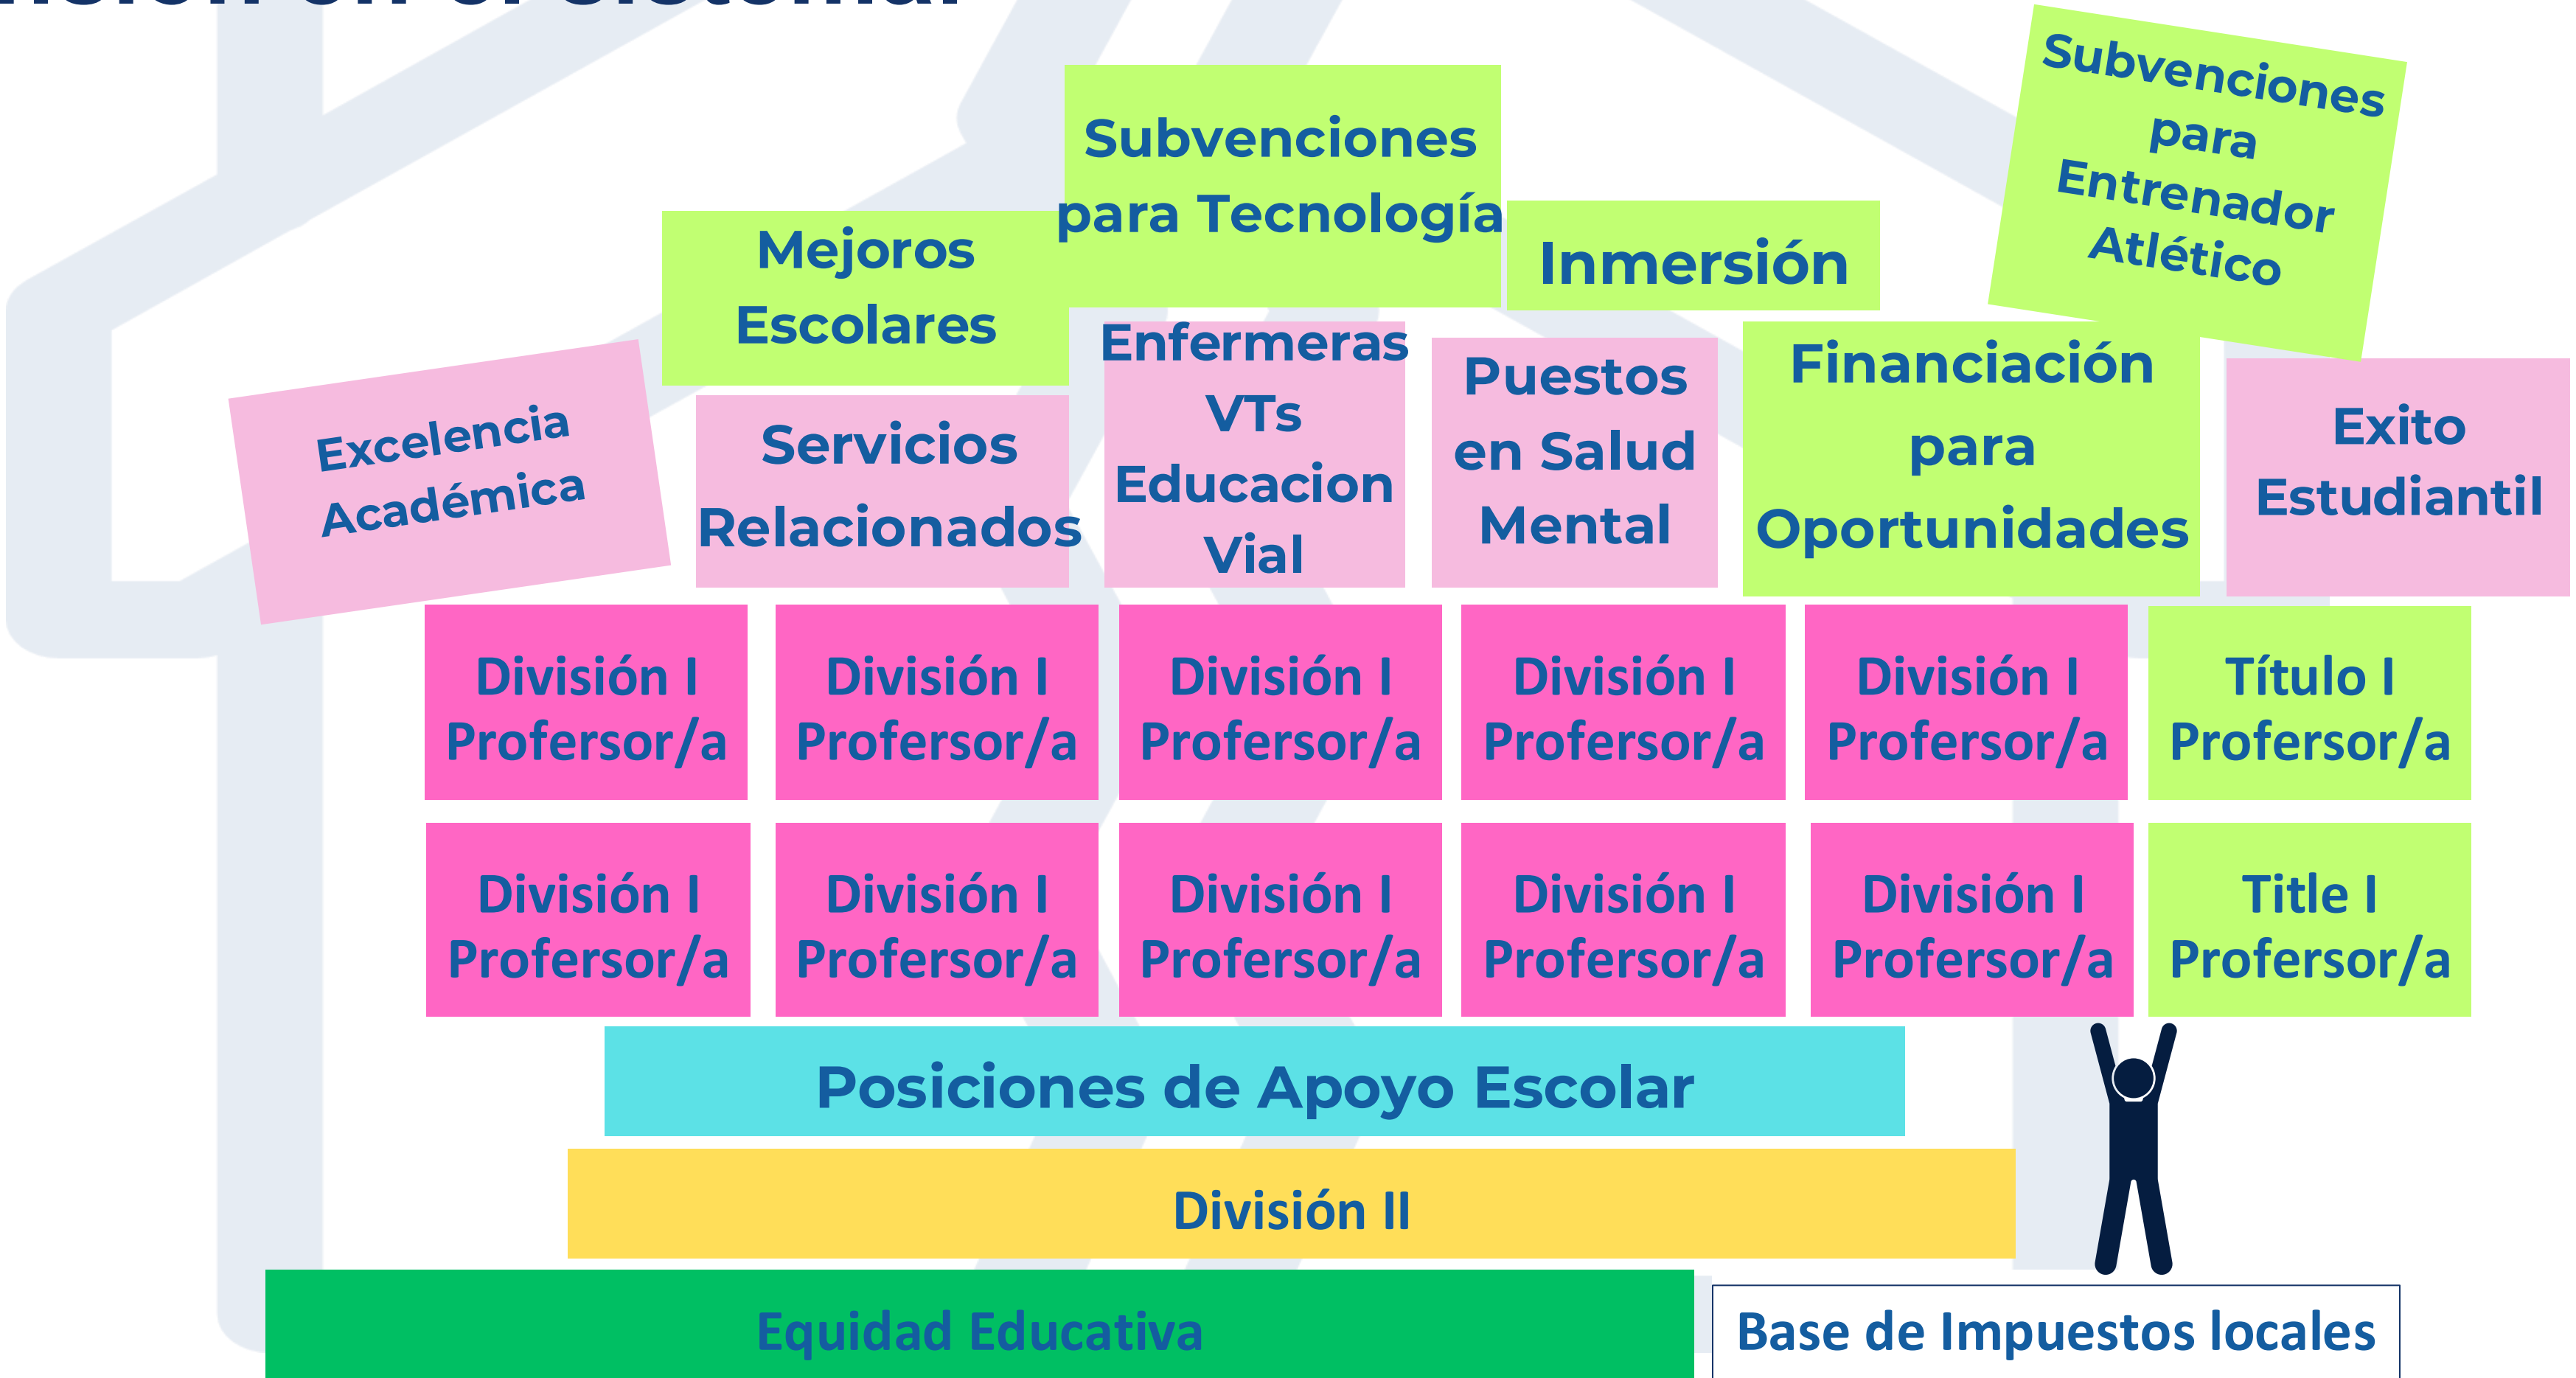 en el sistema.
Subvenciones
para
Entrenador
Atlético
Subvenciones
para Tecnología
Mejoros
Escolares
Inmersión
Excelencia
Académica
Servicios
Relacionados
Enfermeras
VTs
Educacion
Vial
Puestos
en Salud
Mental
Financiación
para
Oportunidades
Exito
Estudiantil
División I
Profersor/a
División I
Profersor/a
División I
Profersor/a
División I
Profersor/a
División I
Profersor/a
Título I
Profersor/a
División I
Profersor/a
División I
Profersor/a
División I
Profersor/a
División I
Profersor/a
División I
Profersor/a
Title I
Profersor/a
Posiciones de Apoyo Escolar
División II
Equidad Educativa
Base de Impuestos locales